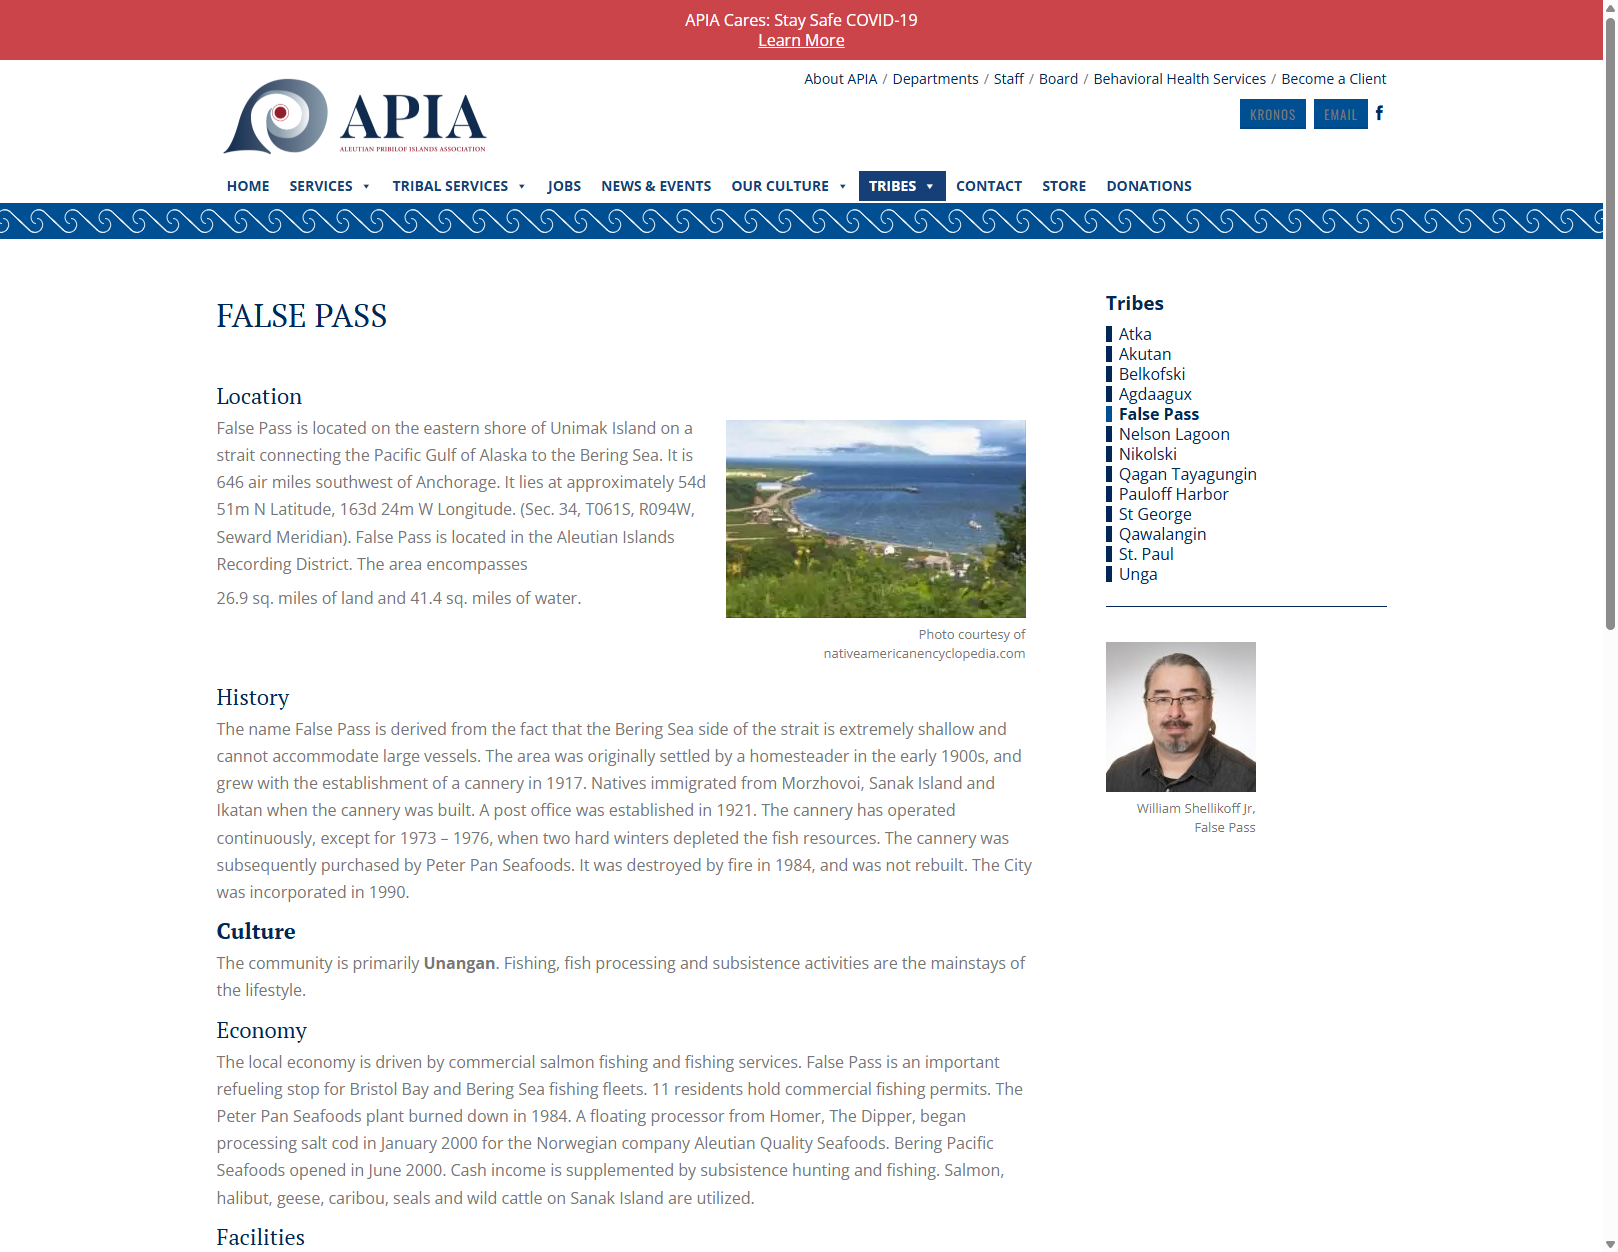 APIA Cares: Stay Safe COVID-19
Learn More
About APIA / Departments / Staff / Board / Behavioral Health Services / Become a Client
KRONOS EMAIL f
APIA
ALEUTIAN PRIBILOF ISLANDS ASSOCIATION
HOME SERVICES TRIBAL SERVICES JOBS NEWS & EVENTS OUR CULTURE TRIBES CONTACT STORE DONATIONS
FALSE PASS
Location
False Pass is located on the eastern shore of Unimak Island on a
strait connecting the Pacific Gulf of Alaska to the Bering Sea. It is
646 air miles southwest of Anchorage. It lies at approximately 54d
51m N Latitude, 163d 24m W Longitude. (Sec. 34, T061S, R094W,
Seward Meridian). False Pass is located in the Aleutian Islands
Recording District. The area encompasses
26.9 sq. miles of land and 41.4 sq. miles of water.
Photo courtesy of
nativeamericanencyclopedia.com
History
The name False Pass is derived from the fact that the Bering Sea side of the strait is extremely shallow and
cannot accommodate large vessels. The area was originally settled by a homesteader in the early 1900s, and
grew with the establishment of a cannery in 1917. Natives immigrated from Morzhovoi, Sanak Island and
Ikatan when the cannery was built. A post office was established in 1921. The cannery has operated
continuously, except for 1973 – 1976, when two hard winters depleted the fish resources. The cannery was
subsequently purchased by Peter Pan Seafoods. It was destroyed by fire in 1984, and was not rebuilt. The City
was incorporated in 1990.
Culture
The community is primarily Unangan. Fishing, fish processing and subsistence activities are the mainstays of
the lifestyle.
Economy
The local economy is driven by commercial salmon fishing and fishing services. False Pass is an important
refueling stop for Bristol Bay and Bering Sea fishing fleets. 11 residents hold commercial fishing permits. The
Peter Pan Seafoods plant burned down in 1984. A floating processor from Homer, The Dipper, began
processing salt cod in January 2000 for the Norwegian company Aleutian Quality Seafoods. Bering Pacific
Seafoods opened in June 2000. Cash income is supplemented by subsistence hunting and fishing. Salmon,
halibut, geese, caribou, seals and wild cattle on Sanak Island are utilized.
Facilities
Tribes
Atka
Akutan
Belkofski
Agdaagux
False Pass
Nelson Lagoon
Nikolski
Qagan Tayagungin
Pauloff Harbor
St George
Qawalangin
St. Paul
Unga
William Shellikoff Jr,
False Pass